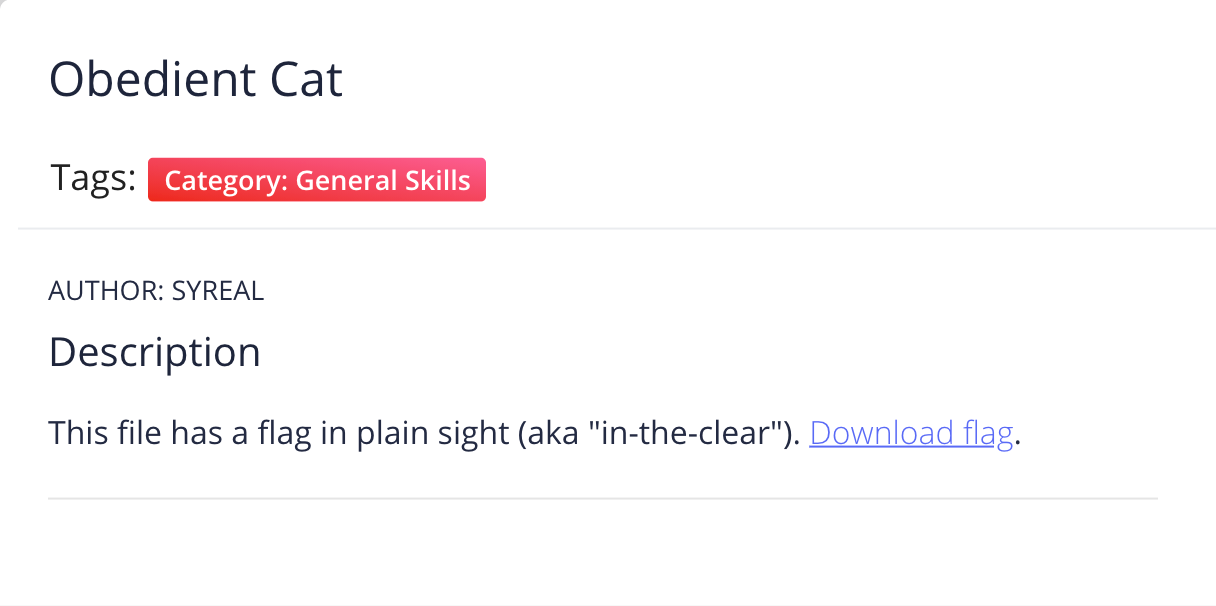 Obedient Cat
Tags: Category: General Skills
AUTHOR: SYREAL
Description
This file has a flag in plain sight (aka "in-the-clear"). Download flag.